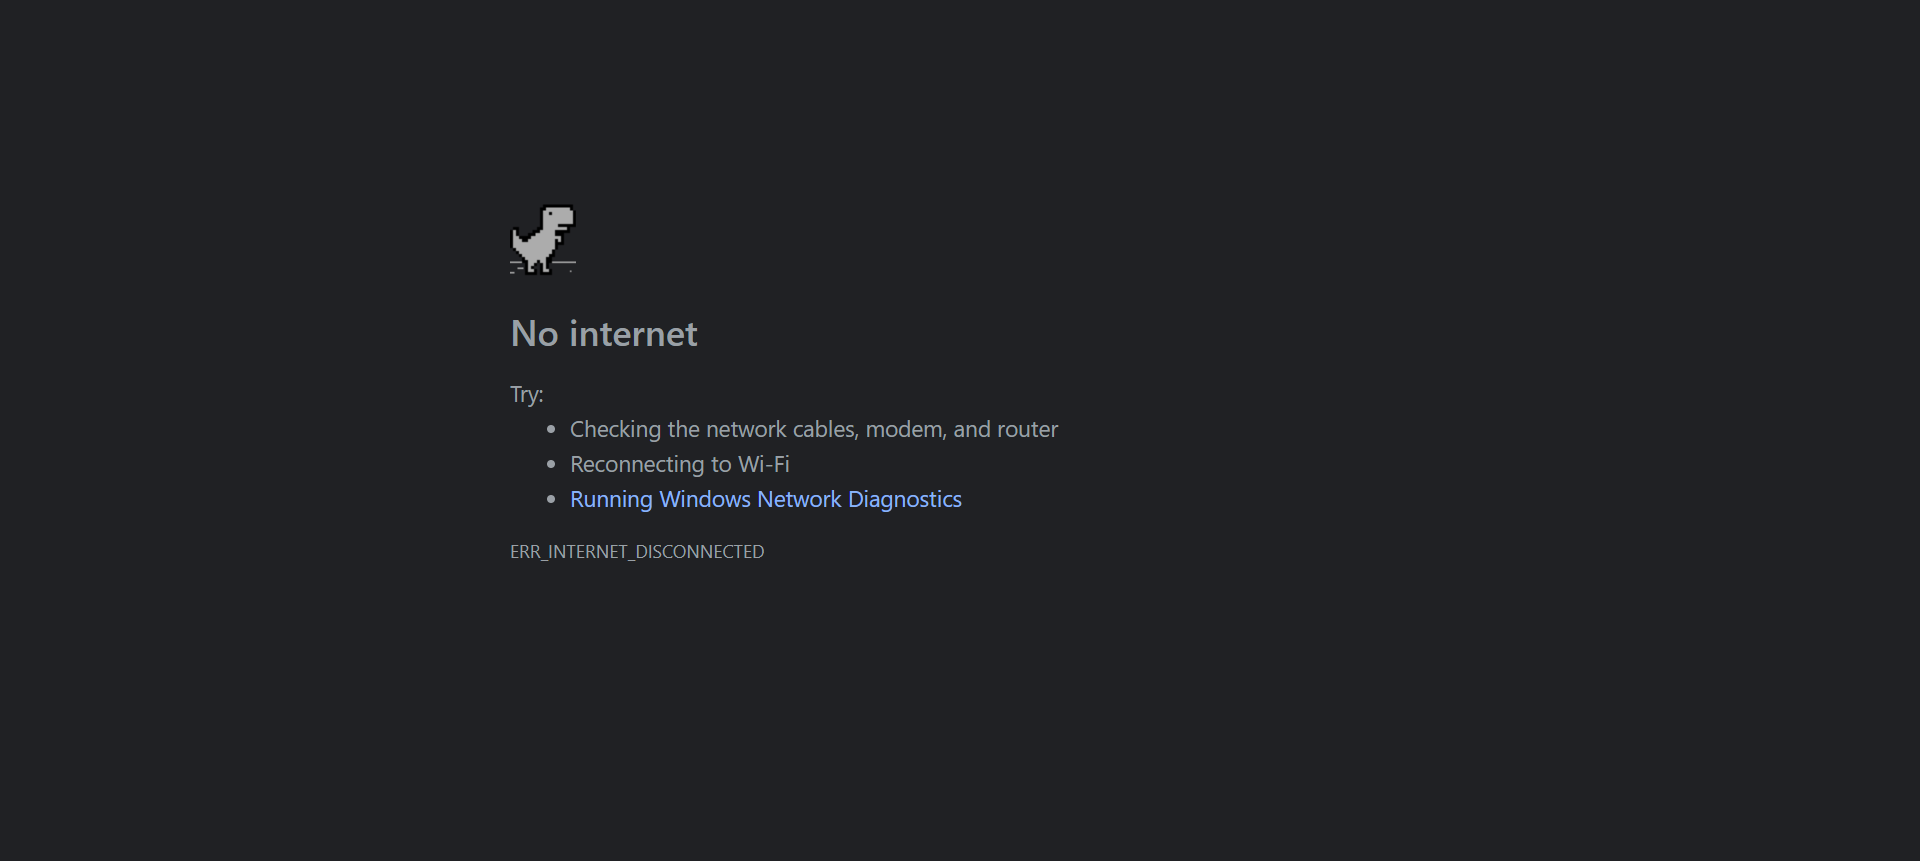 No internet
Try:
Checking the network cables, modem, and router
Reconnecting to Wi-Fi
Running Windows Network Diagnostics
ERR_INTERNET_DISCONNECTED